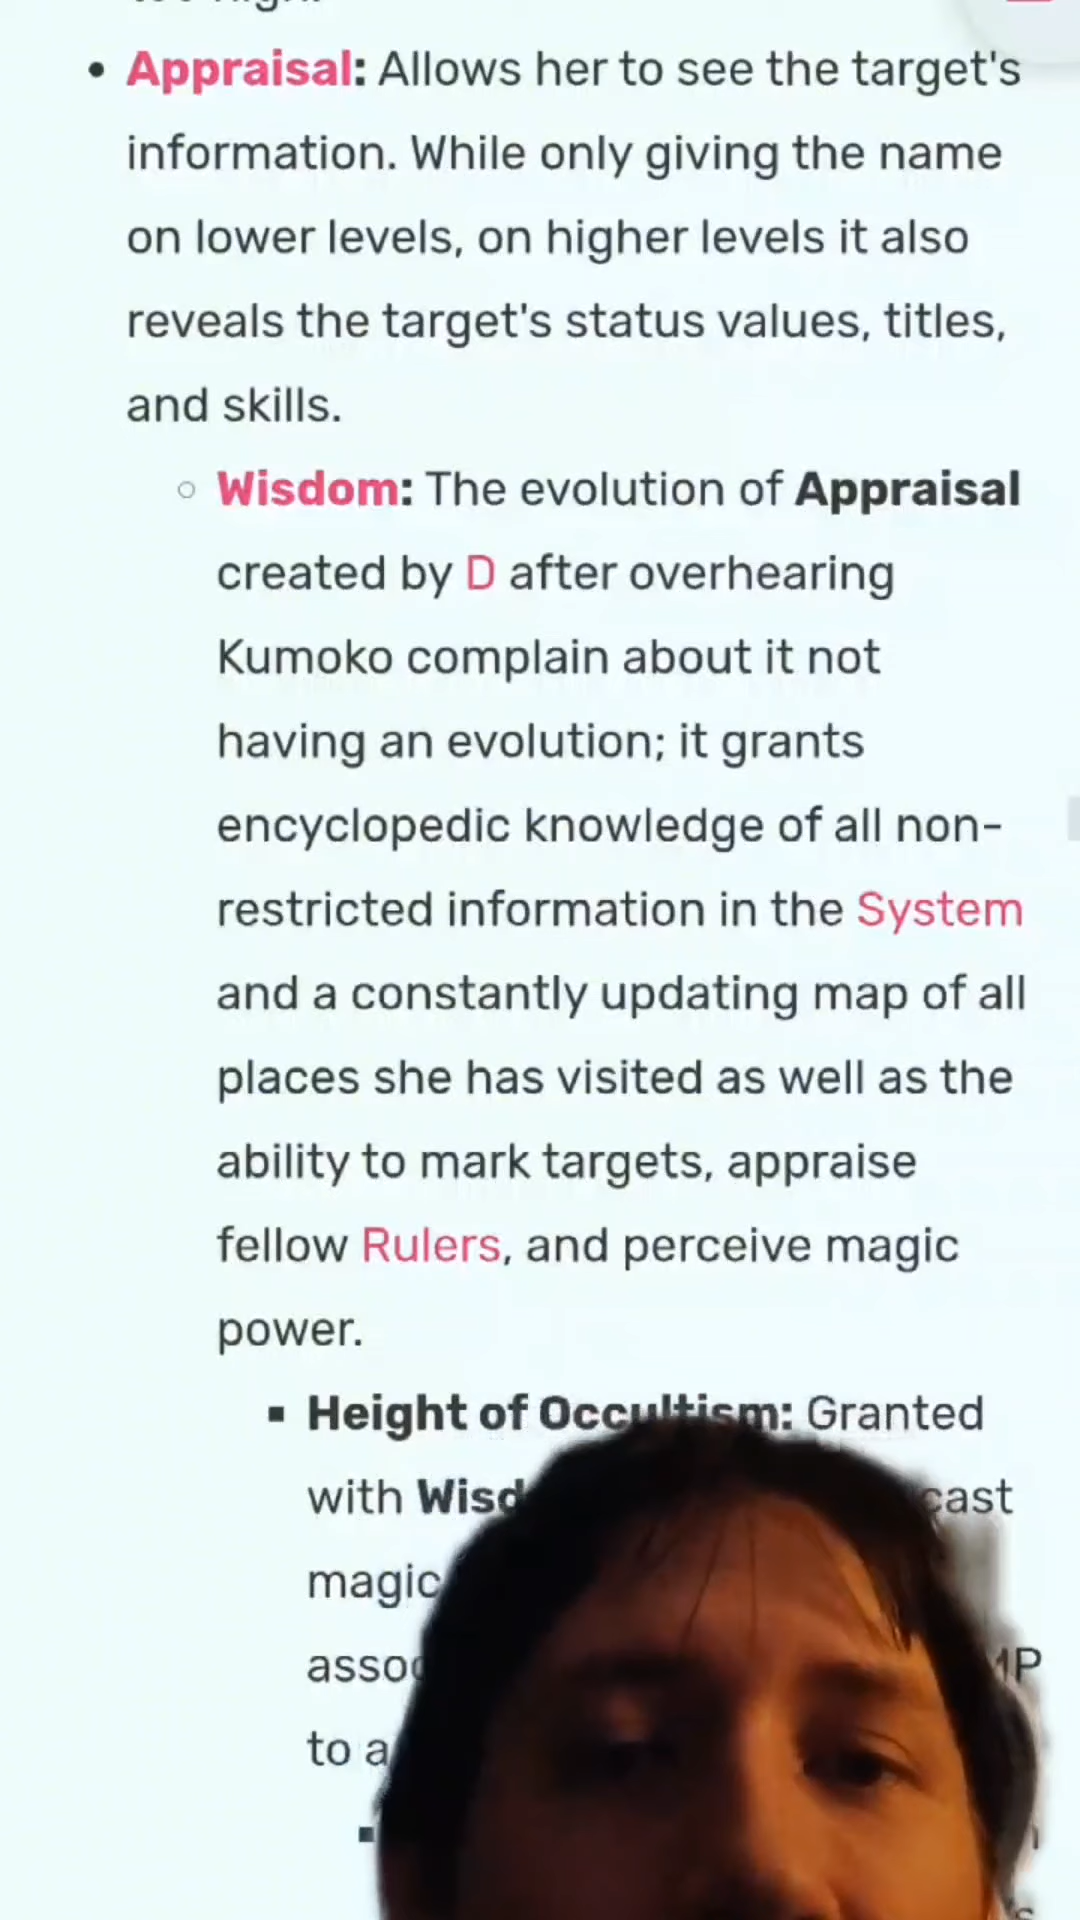 Appraisal: Allows her to see the target's
information. While only giving the name
on lower levels, on higher levels it also
reveals the target's status values, titles,
and skills.
Wisdom: The evolution of Appraisal
created by D after overhearing
Kumoko complain about it not
having an evolution; it grants
encyclopedic knowledge of all non-
restricted information in the System
and a constantly updating map of all
places she has visited as well as the
ability to mark targets, appraise
fellow Rulers, and perceive magic
power.
Height of Occultism: Granted
with cast
magic
to a